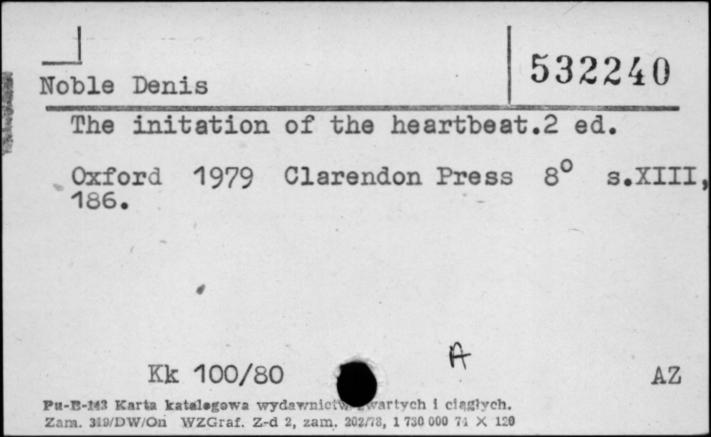 532240
Noble Denis
The initation of the heartbeat.2 ed.
Oxford 1979 Clarendon Press 8° s.XIII,
186.
A
Kk 100/80 AZ
Pu-B-143 Karta katalogowa wydawnictw zwartych i ciągłych.
Zam. 319/DW/On WZGraf. Z-d 2, zam. 202/78, 1 730 000 74 X 120